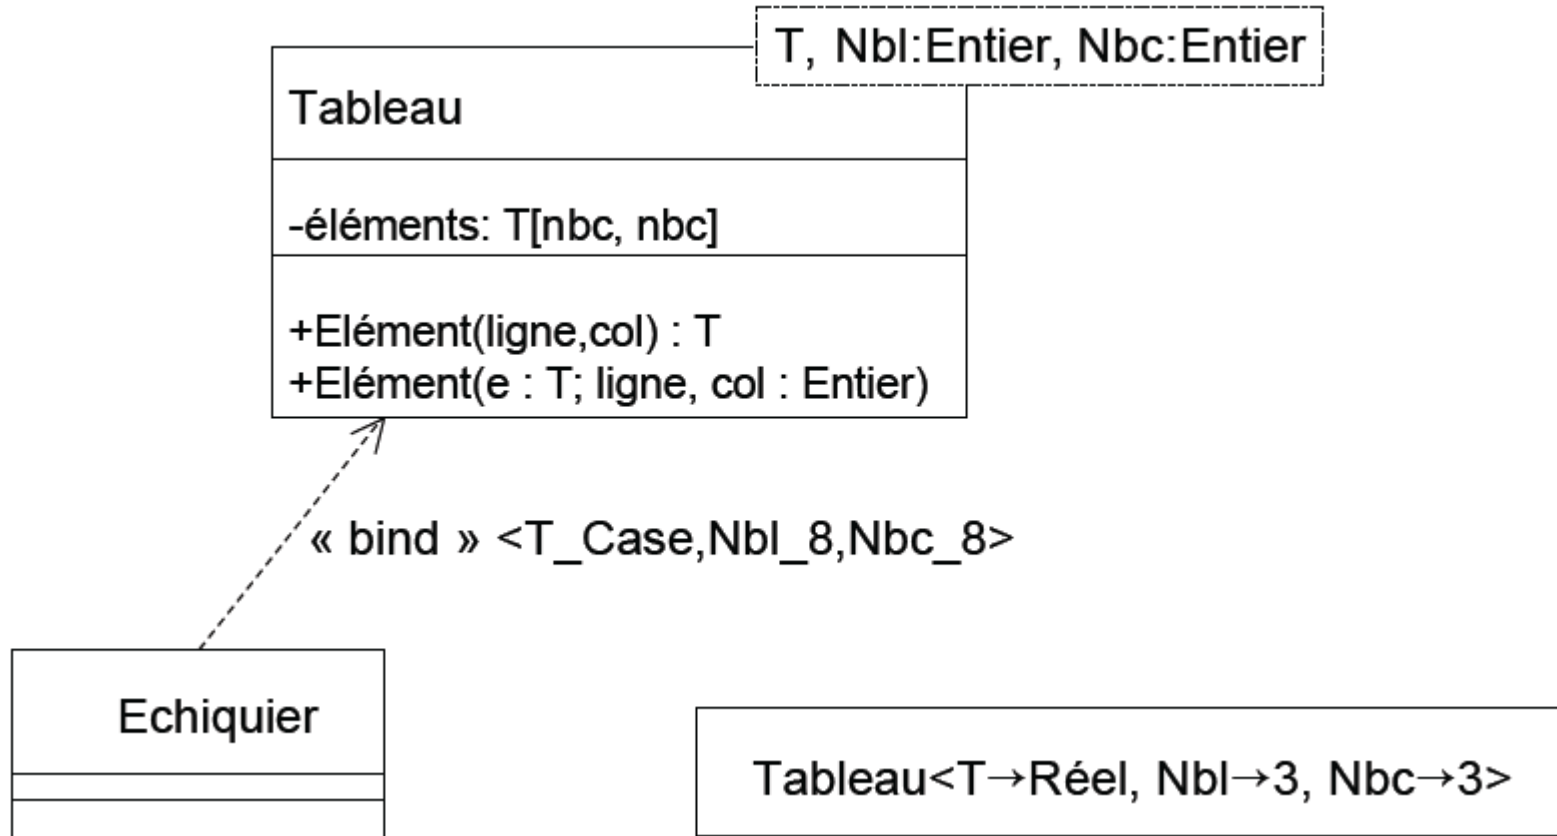 T, Nbl:Entier, Nbc:Entier
Tableau
-éléments: T[nbc, nbc]
+Elément(ligne,col) : T
+Elément(e : T; ligne, col : Entier)
« bind » <T_Case,Nbl_8,Nbc_8>
Echiquier
Tableau<T→Réel, Nbl→3, Nbc→3>